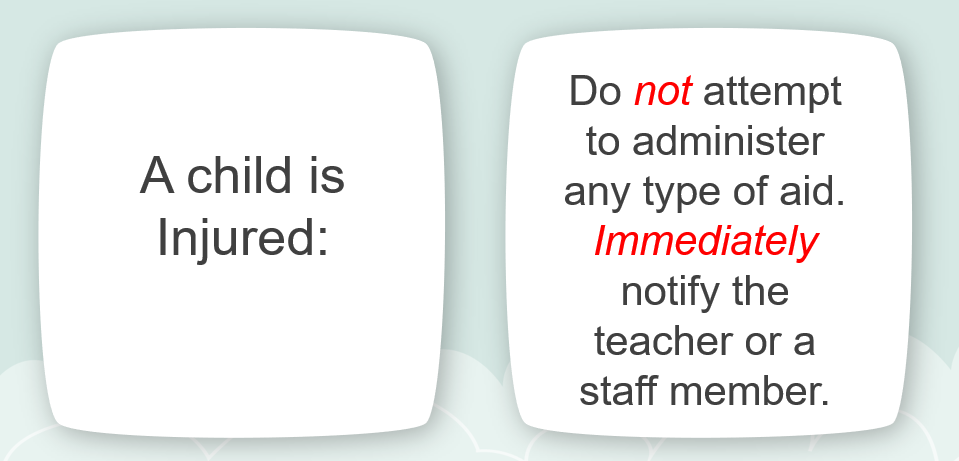 A child is
Injured:
Do not attempt
to administer
any type of aid.
Immediately
notify the
teacher or a
staff member.